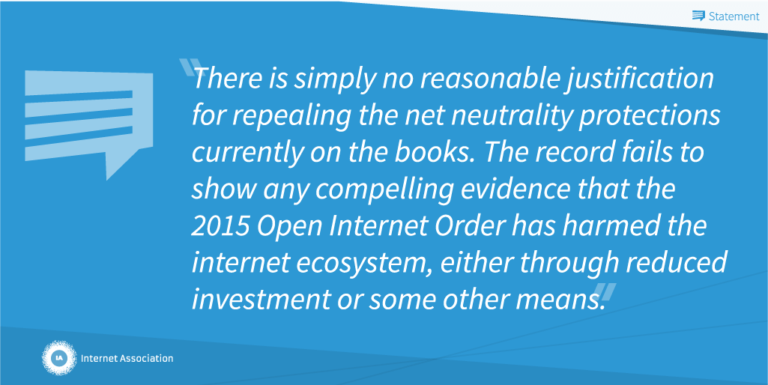 Statement
“There is simply no reasonable justification
for repealing the net neutrality protections
currently on the books. The record fails to
show any compelling evidence that the
2015 Open Internet Order has harmed the
internet ecosystem, either through reduced
investment or some other means.”
IA Internet Association